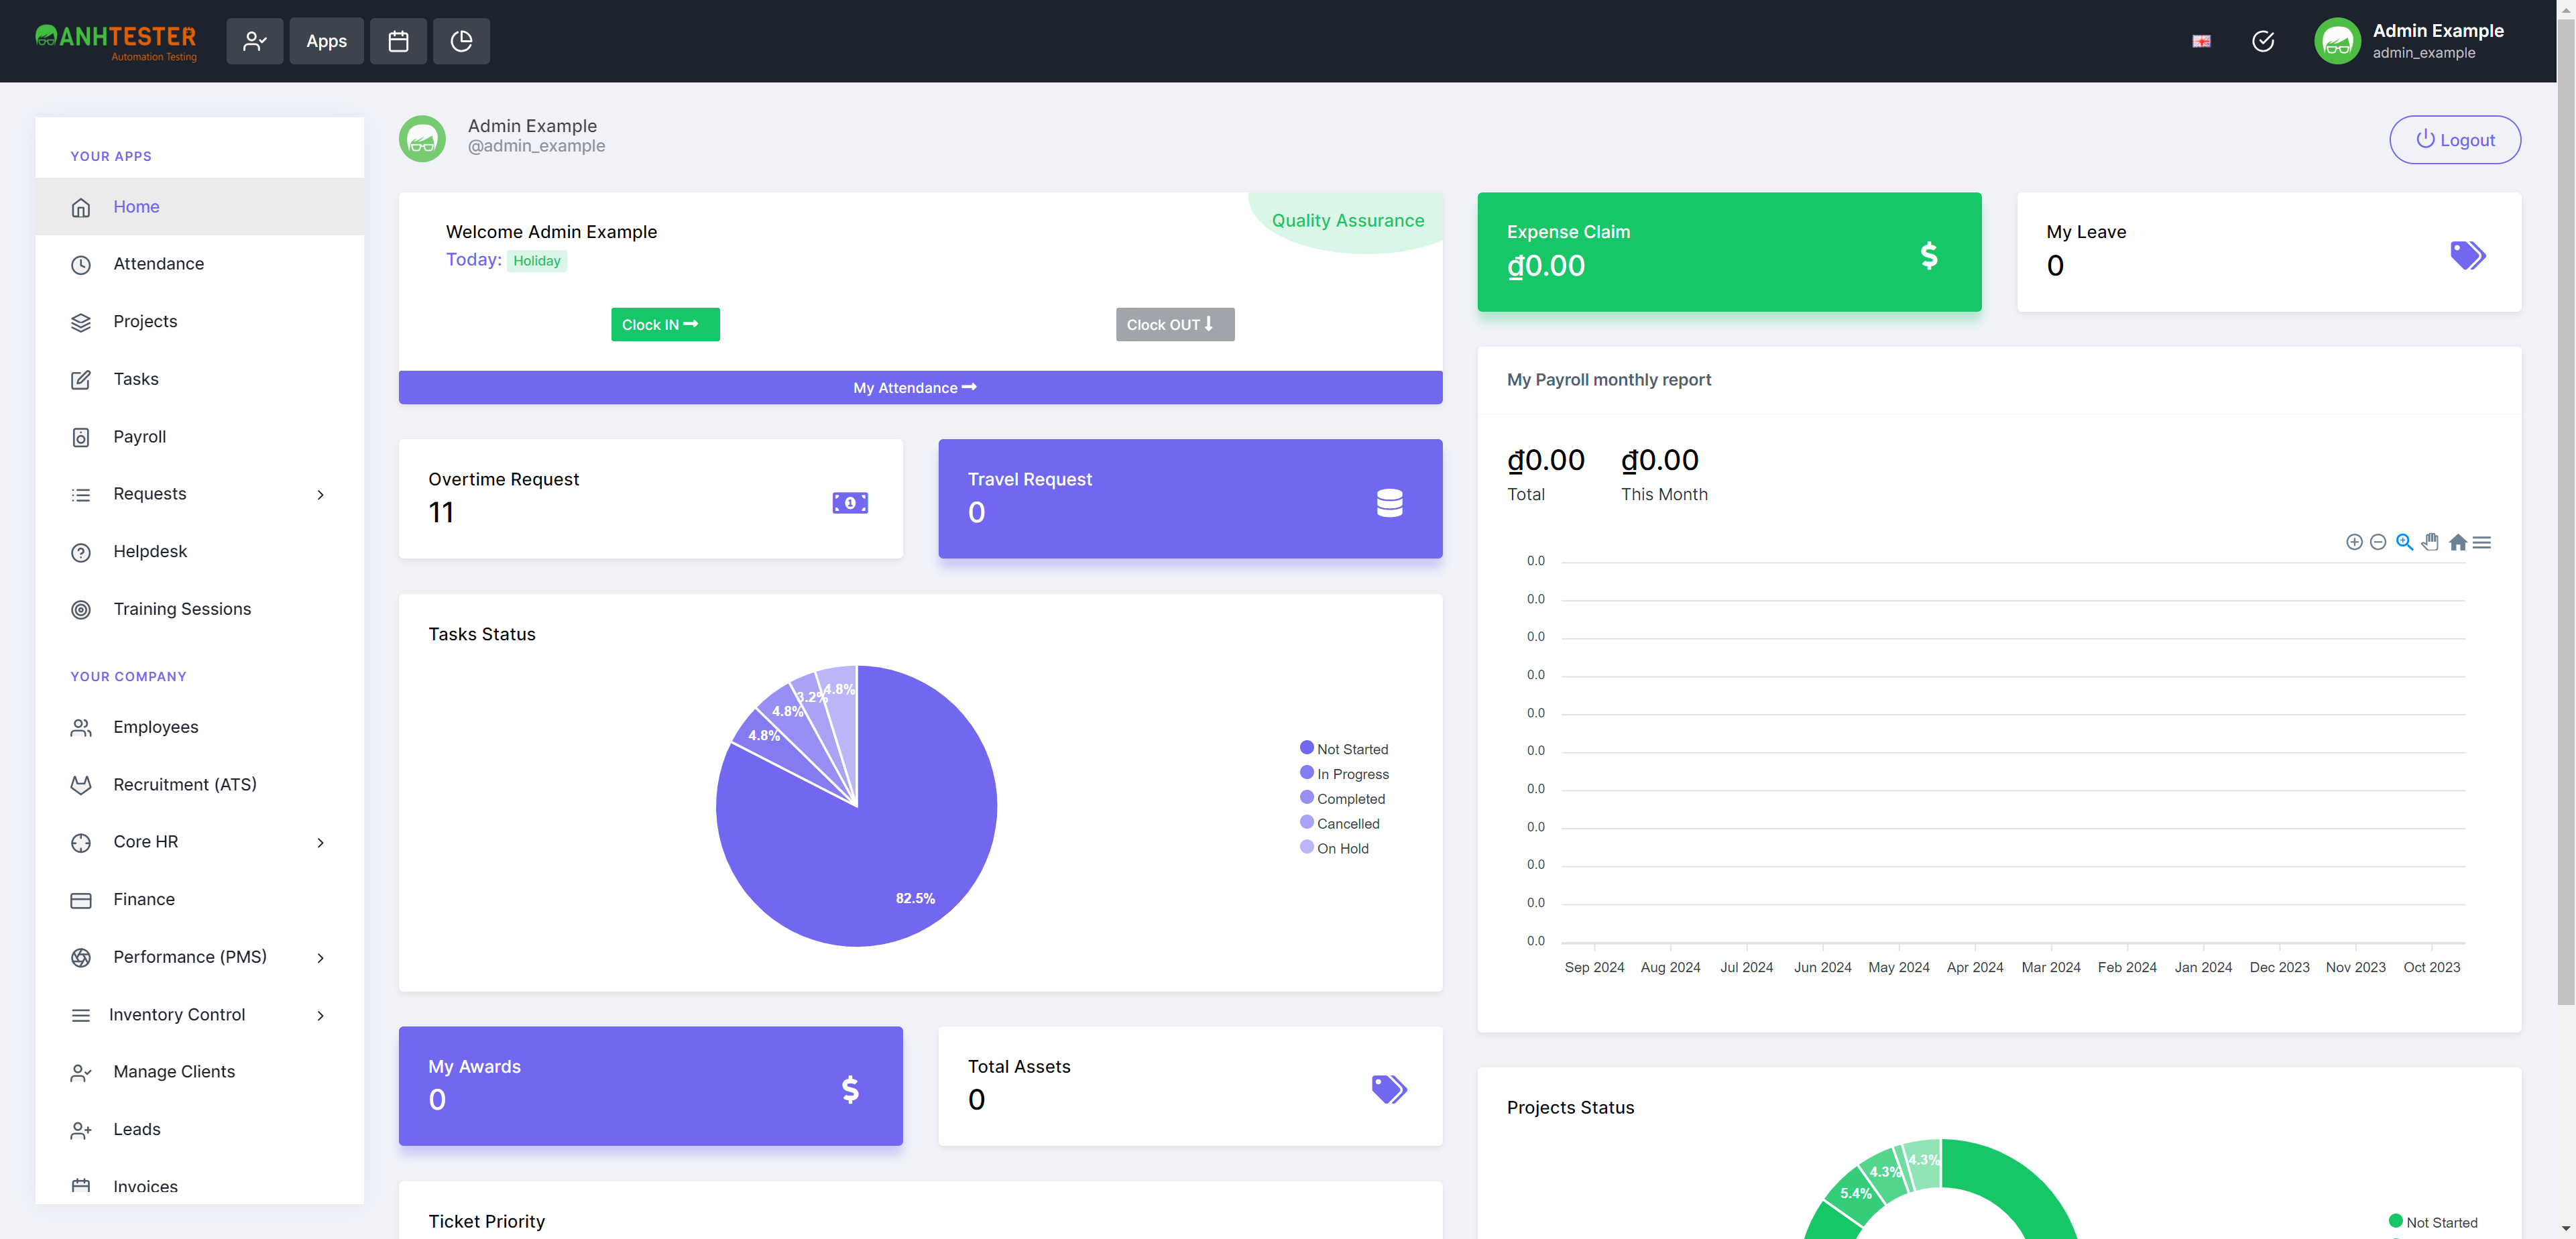 ANHTESTER
Automation Testing
Apps
Admin Example
admin_example
YOUR APPS
Home
Attendance
Projects
Tasks
Payroll
Requests
Helpdesk
Training Sessions
YOUR COMPANY
Employees
Recruitment (ATS)
Core HR
Finance
Performance (PMS)
Inventory Control
Manage Clients
Leads
Invoices
Admin Example
@admin_example
Logout
Welcome Admin Example
Today: Holiday
Quality Assurance
Clock IN
Clock OUT
My Attendance
Expense Claim
₫0.00
My Leave
0
Overtime Request
11
Travel Request
0
My Payroll monthly report
₫0.00
Total
₫0.00
This Month
0.0
0.0
0.0
0.0
0.0
0.0
0.0
0.0
0.0
0.0
0.0
Sep 2024 Aug 2024 Jul 2024 Jun 2024 May 2024 Apr 2024 Mar 2024 Feb 2024 Jan 2024 Dec 2023 Nov 2023 Oct 2023
Tasks Status
4.8%
3.2%
4.8%
4.8%
82.5%
Not Started
In Progress
Completed
Cancelled
On Hold
My Awards
0
Total Assets
0
Projects Status
4.3%
4.3%
5.4%
Not Started
Ticket Priority